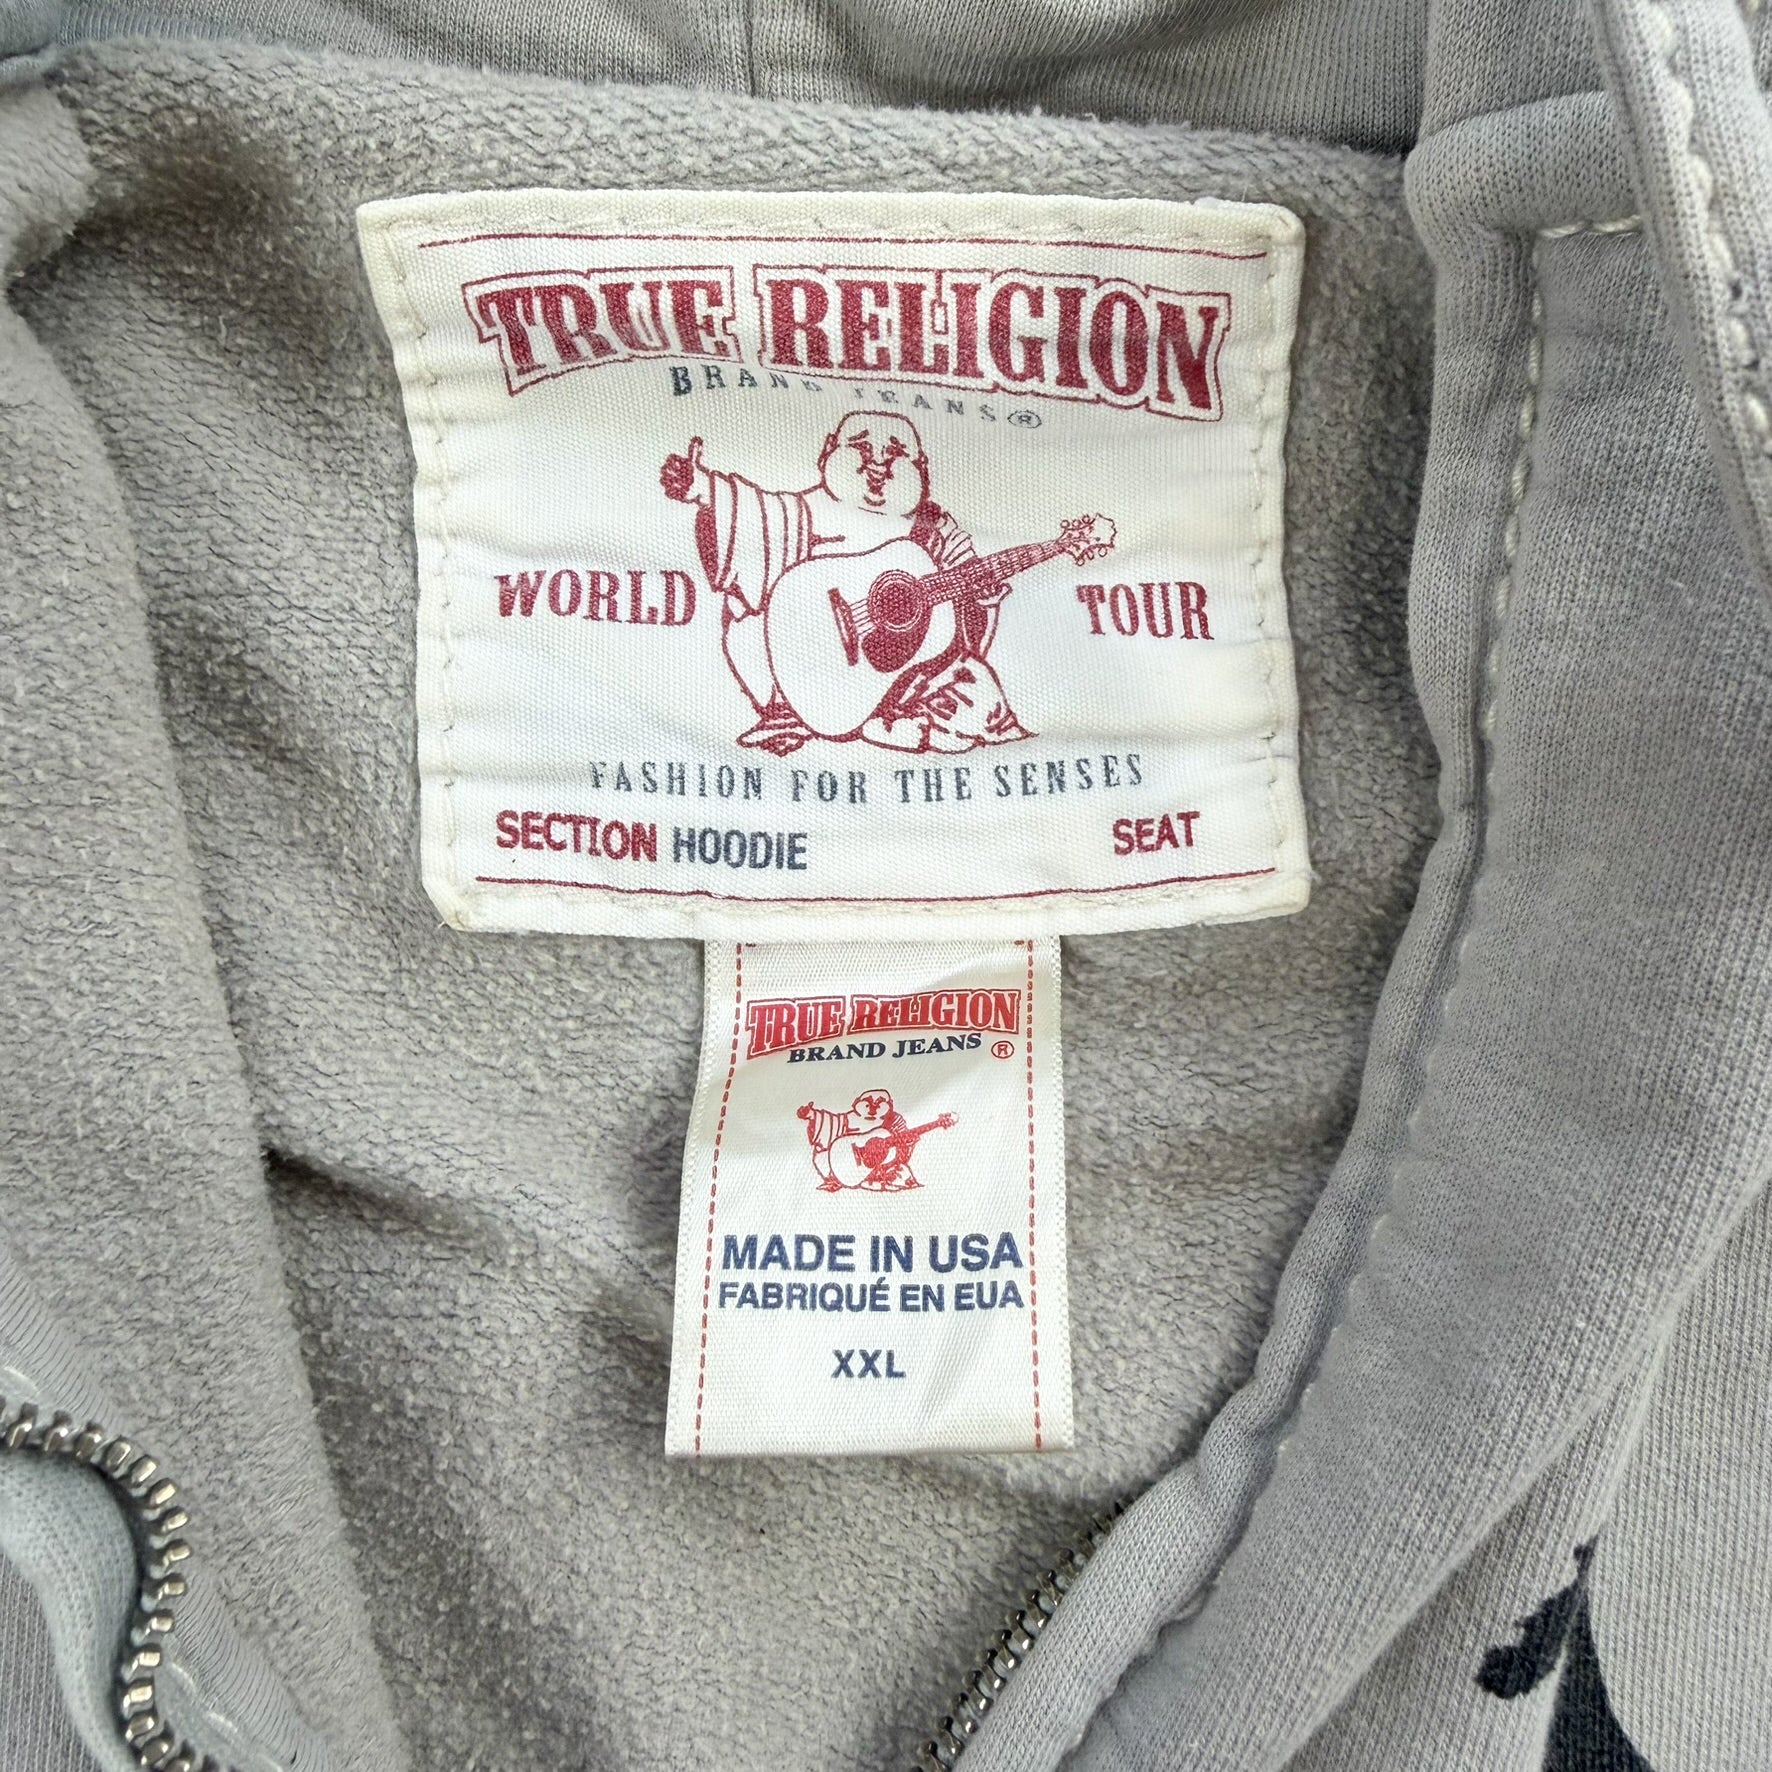 TRUE RELIGION
BRAND JEANS®
WORLD TOUR
FASHION FOR THE SENSES
SECTION HOODIE SEAT
TRUE RELIGION
BRAND JEANS ®
MADE IN USA
FABRIQUÉ EN EUA
XXL